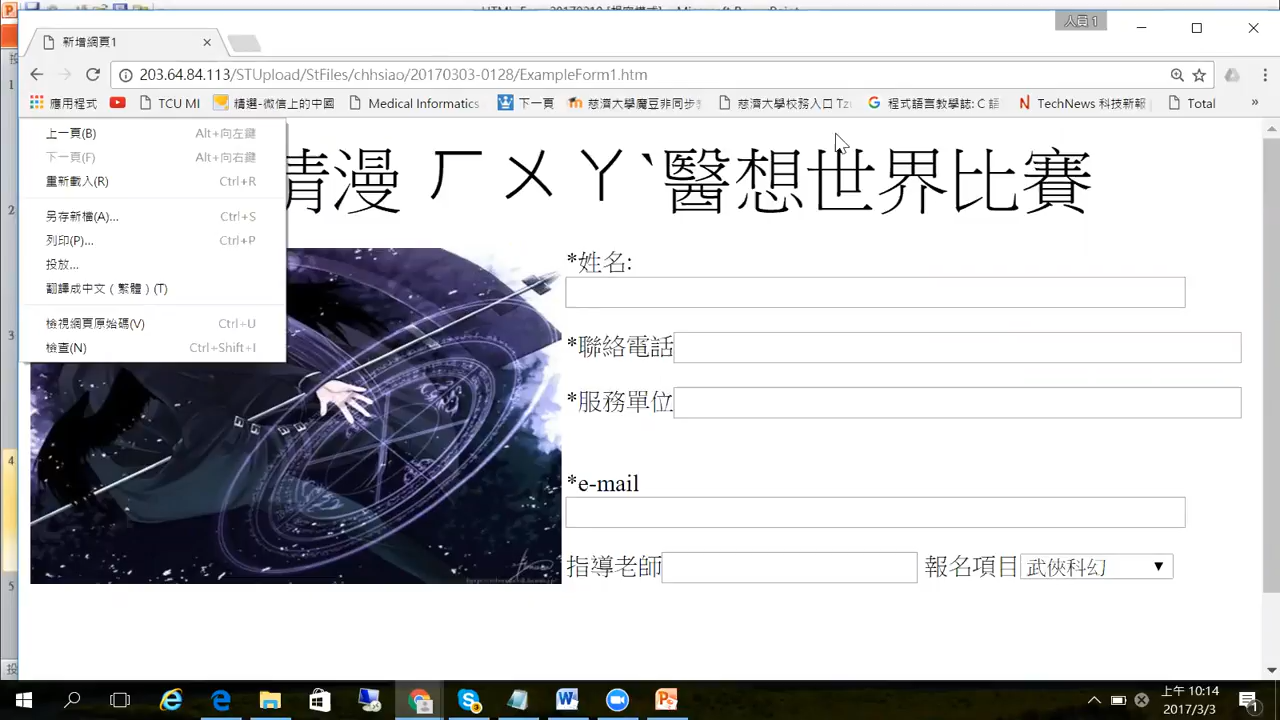 人員 1
新增網頁1
203.64.84.113/STUpload/StFiles/chhsiao/20170303-0128/ExampleForm1.htm
應用程式 TCU MI 精選-微信上的中國 Medical Informatics 下一頁 慈濟大學魔豆非同步 慈濟大學校務入口 Tz 程式語言教學誌: C 語 TechNews 科技新報 Total »
上一頁(B) Alt+向左鍵
下一頁(F) Alt+向右鍵
重新載入(R) Ctrl+R
另存新檔(A)... Ctrl+S
列印(P)... Ctrl+P
投放...
翻譯成中文（繁體）(T)
檢視網頁原始碼(V) Ctrl+U
檢查(N) Ctrl+Shift+I
情漫 ㄏㄨㄚˋ醫想世界比賽
*姓名:
*聯絡電話
*服務單位
*e-mail
指導老師 報名項目 武俠科幻
1
2
3
4
5
上午 10:14
2017/3/3